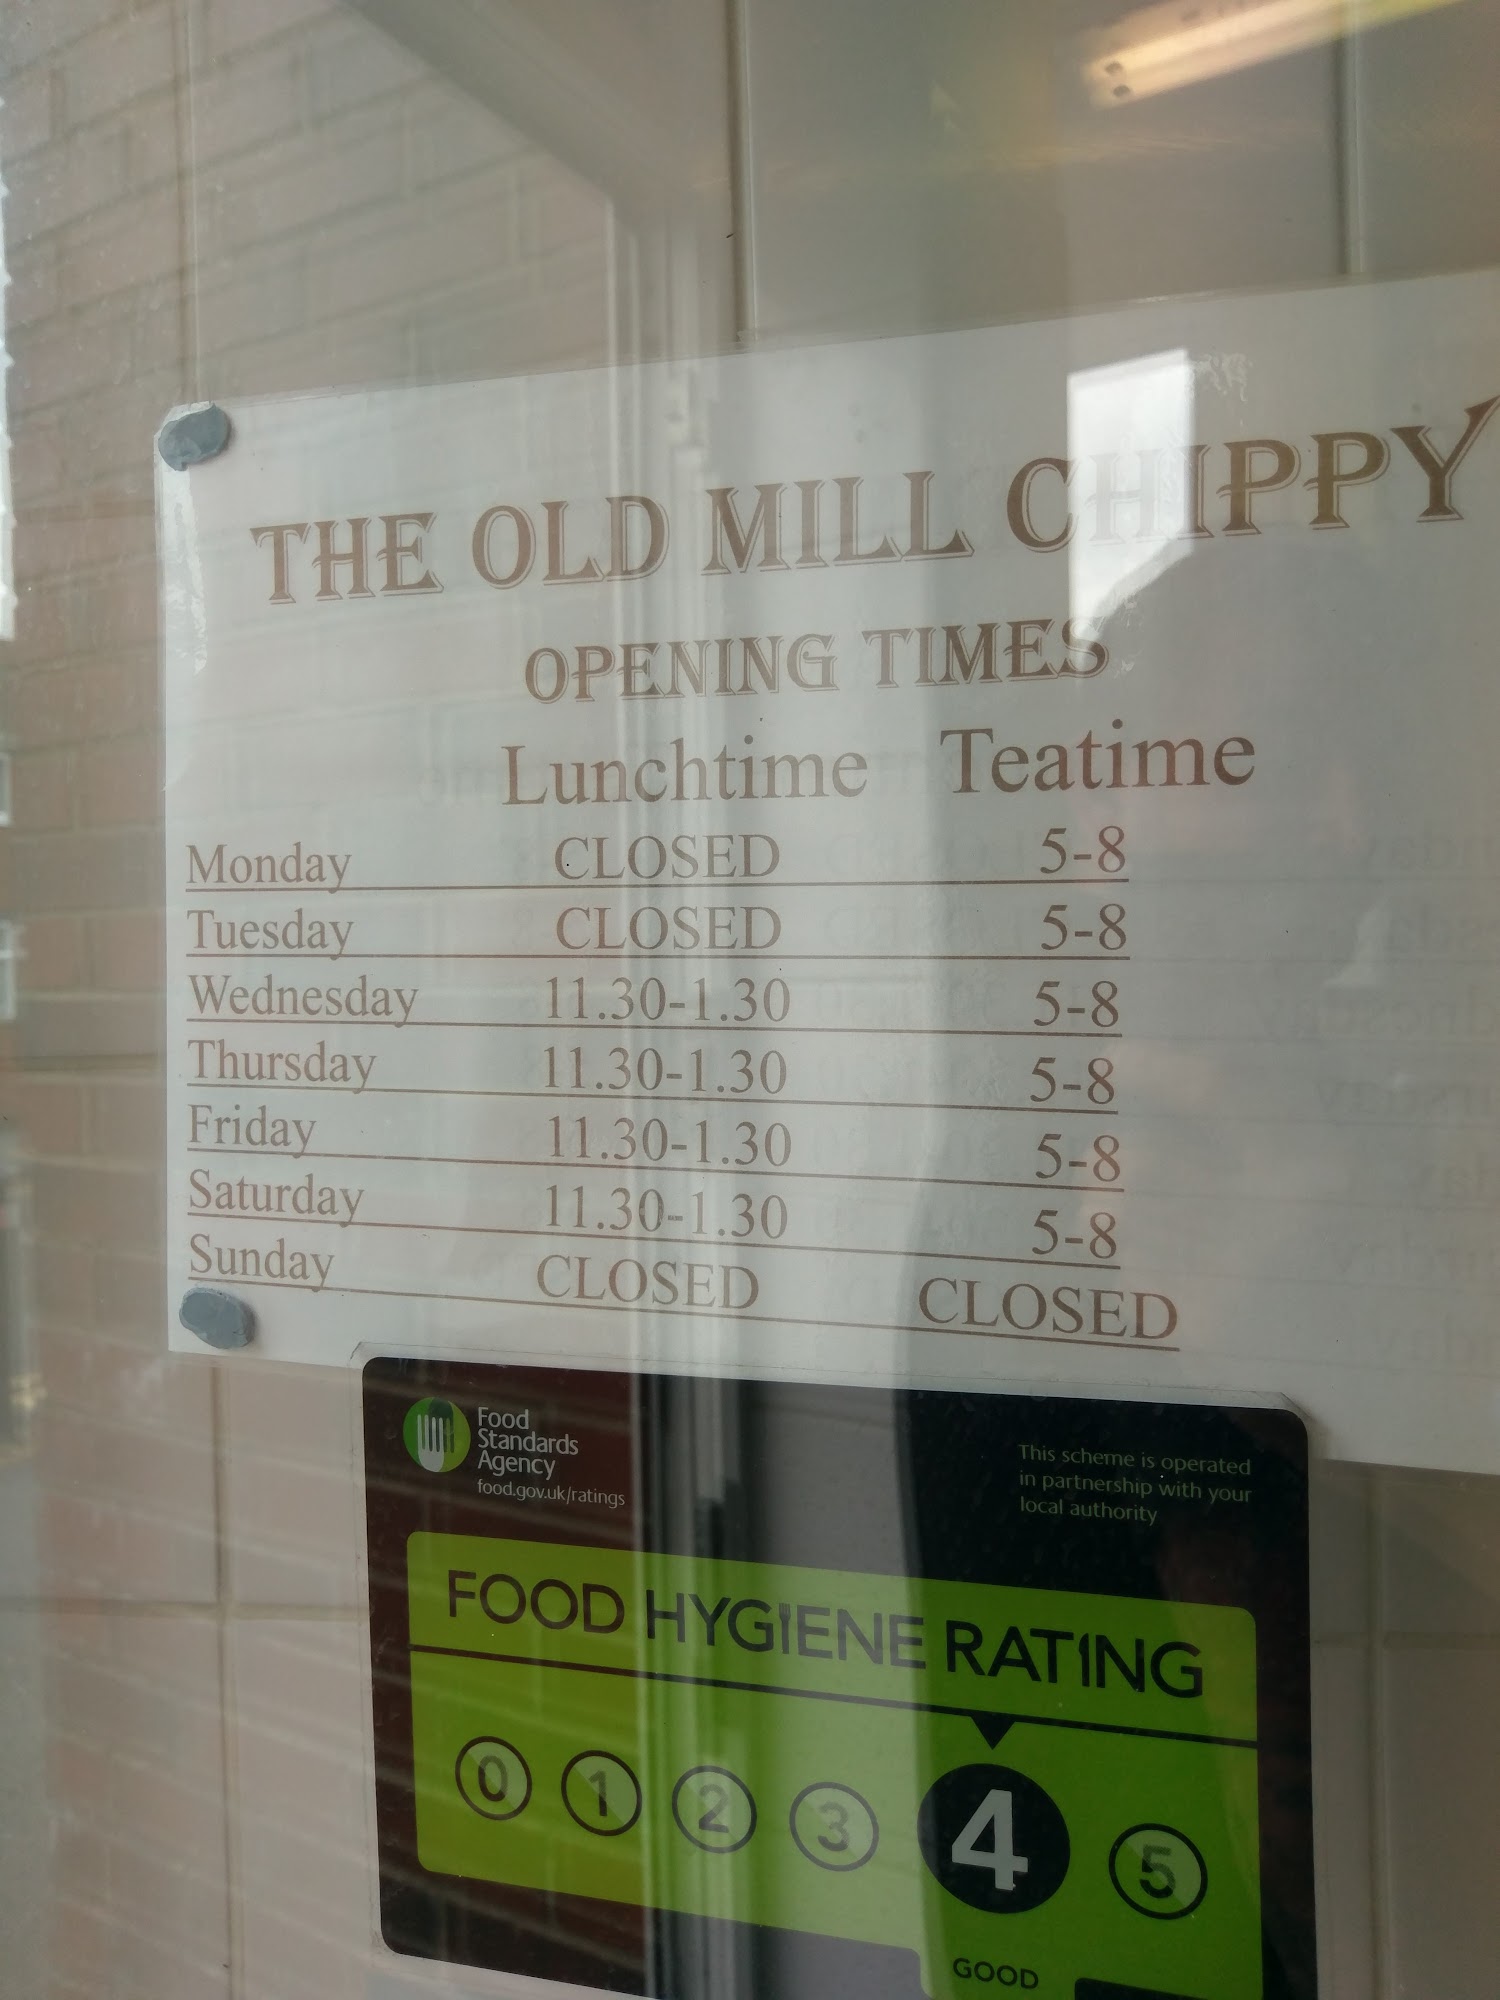 THE OLD MILL CHIPPY
OPENING TIMES
Lunchtime Teatime
Monday CLOSED 5-8
Tuesday CLOSED 5-8
Wednesday 11.30-1.30 5-8
Thursday 11.30-1.30 5-8
Friday 11.30-1.30 5-8
Saturday 11.30-1.30 5-8
Sunday CLOSED CLOSED
Food
Standards
Agency
food.gov.uk/ratings
This scheme is operated
in partnership with your
local authority
FOOD HYGIENE RATING
0 1 2 3 4 5
GOOD